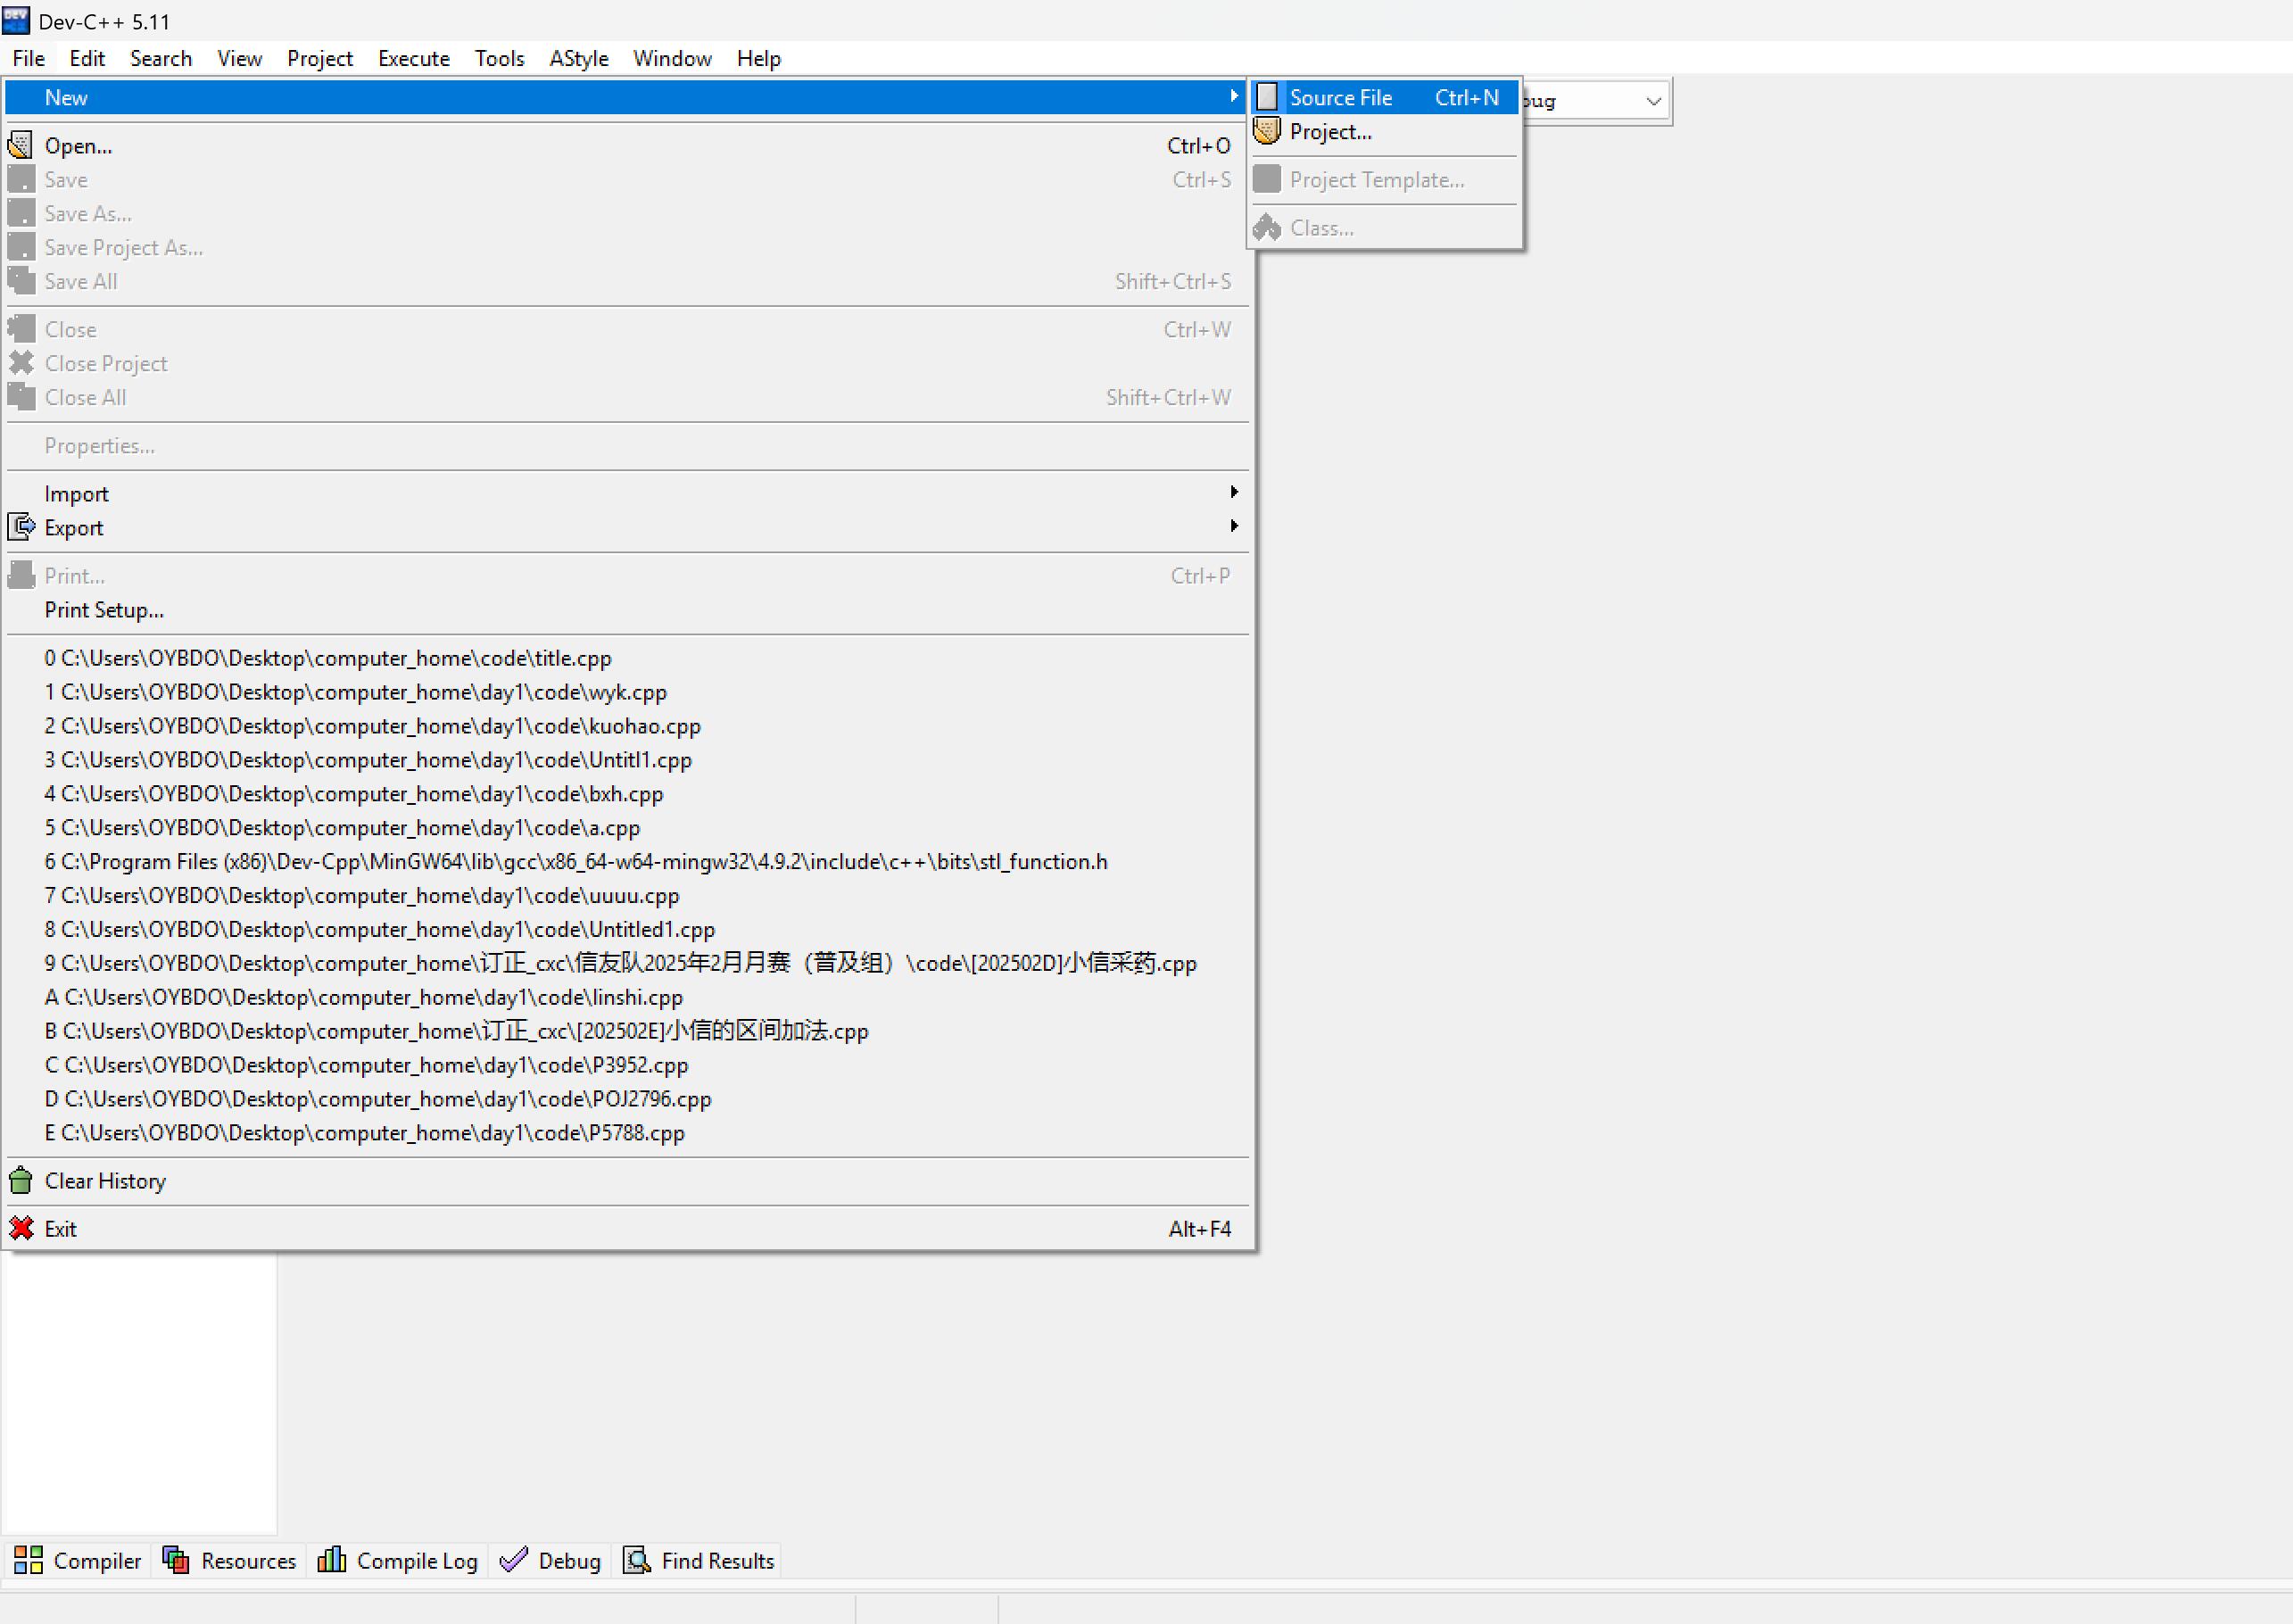 Dev-C++ 5.11
File Edit Search View Project Execute Tools AStyle Window Help
New
Source File Ctrl+N
Project...
Project Template...
Class...
Open... Ctrl+O
Save Ctrl+S
Save As...
Save Project As...
Save All Shift+Ctrl+S
Close Ctrl+W
Close Project
Close All Shift+Ctrl+W
Properties...
Import
Export
Print... Ctrl+P
Print Setup...
0 C:\Users\OYBDO\Desktop\computer_home\code\title.cpp
1 C:\Users\OYBDO\Desktop\computer_home\day1\code\wyk.cpp
2 C:\Users\OYBDO\Desktop\computer_home\day1\code\kuohao.cpp
3 C:\Users\OYBDO\Desktop\computer_home\day1\code\Untitl1.cpp
4 C:\Users\OYBDO\Desktop\computer_home\day1\code\bxh.cpp
5 C:\Users\OYBDO\Desktop\computer_home\day1\code\a.cpp
6 C:\Program Files (x86)\Dev-Cpp\MinGW64\lib\gcc\x86_64-w64-mingw32\4.9.2\include\c++\bits\stl_function.h
7 C:\Users\OYBDO\Desktop\computer_home\day1\code\uuuu.cpp
8 C:\Users\OYBDO\Desktop\computer_home\day1\code\Untitled1.cpp
9 C:\Users\OYBDO\Desktop\computer_home\订正_cxc\信友队2025年2月月赛（普及组）\code\[202502D]小信采药.cpp
A C:\Users\OYBDO\Desktop\computer_home\day1\code\linshi.cpp
B C:\Users\OYBDO\Desktop\computer_home\订正_cxc\[202502E]小信的区间加法.cpp
C C:\Users\OYBDO\Desktop\computer_home\day1\code\P3952.cpp
D C:\Users\OYBDO\Desktop\computer_home\day1\code\POJ2796.cpp
E C:\Users\OYBDO\Desktop\computer_home\day1\code\P5788.cpp
Clear History
Exit Alt+F4
Compiler Resources Compile Log Debug Find Results